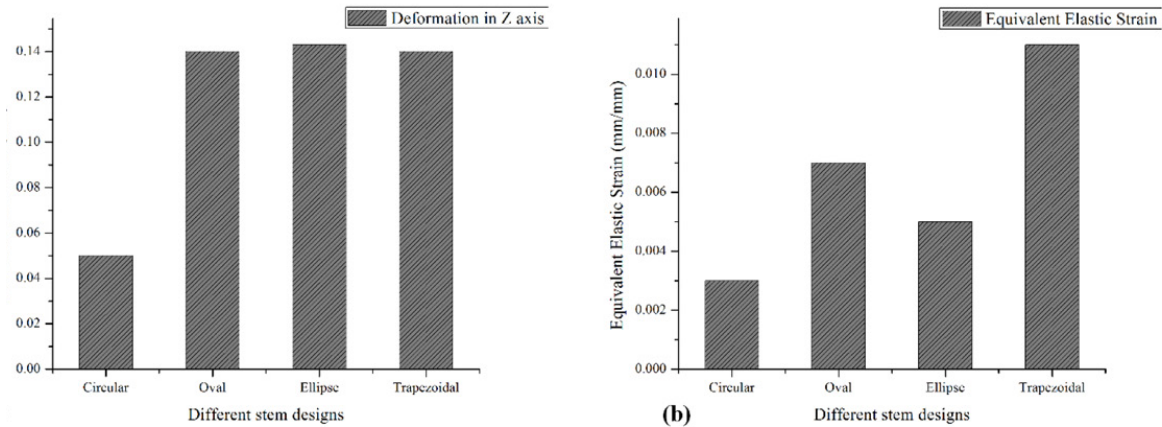 Deformation in Z axis
0.14
0.12
0.10
0.08
0.06
0.04
0.02
0.00
Circular Oval Ellipse Trapezoidal
Different stem designs
Equivalent Elastic Strain
Equivalent Elastic Strain (mm/mm)
0.010
0.008
0.006
0.004
0.002
0.000
Circular Oval Ellipse Trapezoidal
(b) Different stem designs